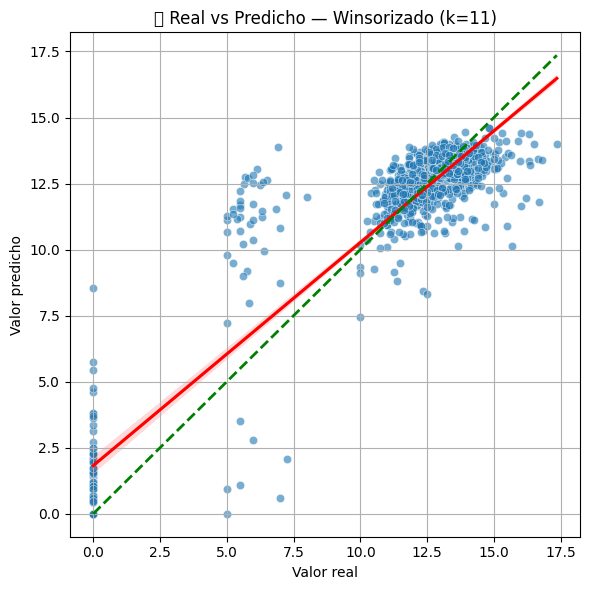 Real vs Predicho — Winsorizado (k=11)
17.5
15.0
12.5
10.0
7.5
5.0
2.5
0.0
Valor predicho
0.0 2.5 5.0 7.5 10.0 12.5 15.0 17.5
Valor real